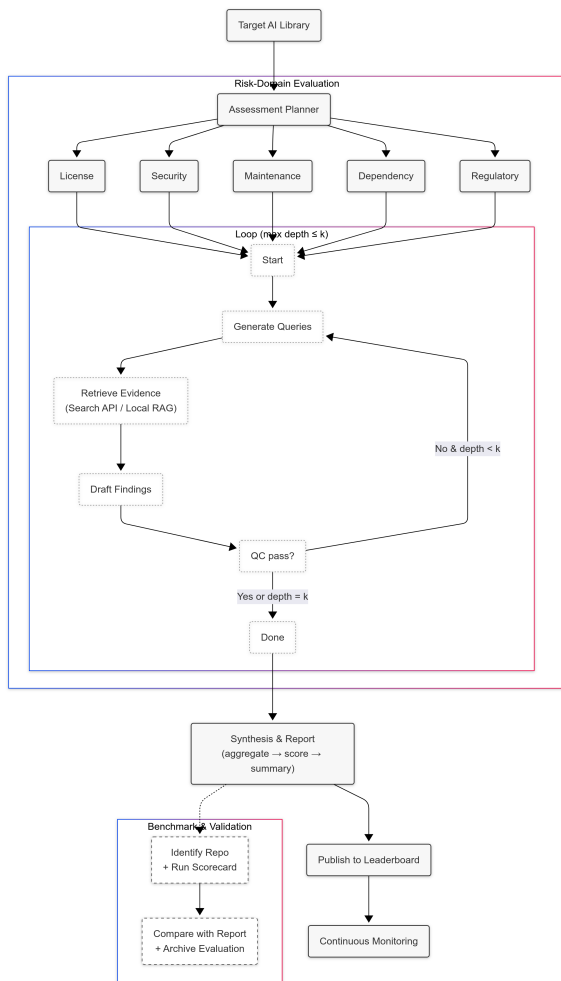 Target AI Library
Risk-Domain Evaluation
Assessment Planner
License
Security
Maintenance
Dependency
Regulatory
Loop (max depth ≤ k)
Start
Generate Queries
Retrieve Evidence
(Search API / Local RAG)
No & depth < k
Draft Findings
QC pass?
Yes or depth = k
Done
Synthesis & Report
(aggregate → score →
summary)
Benchmark & Validation
Identify Repo
+ Run Scorecard
Publish to Leaderboard
Compare with Report
+ Archive Evaluation
Continuous Monitoring